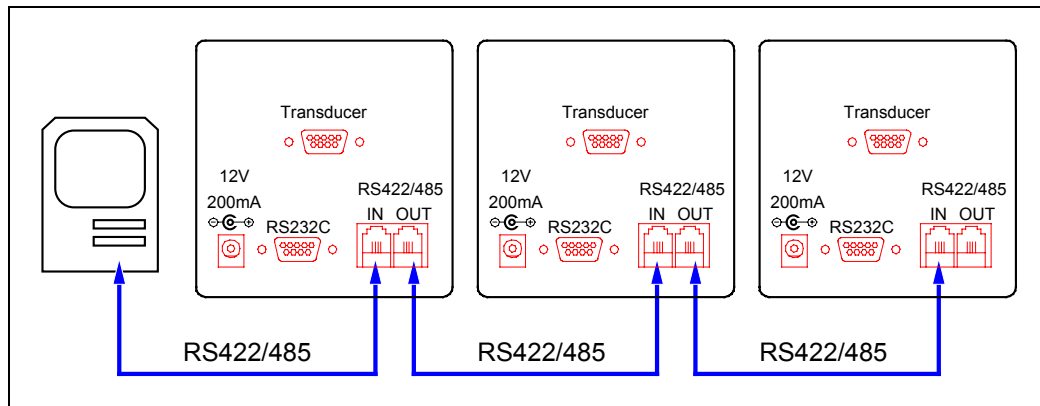 Transducer
12V
200mA
RS232C
RS422/485
IN OUT
Transducer
12V
200mA
RS232C
RS422/485
IN OUT
Transducer
12V
200mA
RS232C
RS422/485
IN OUT
RS422/485
RS422/485
RS422/485